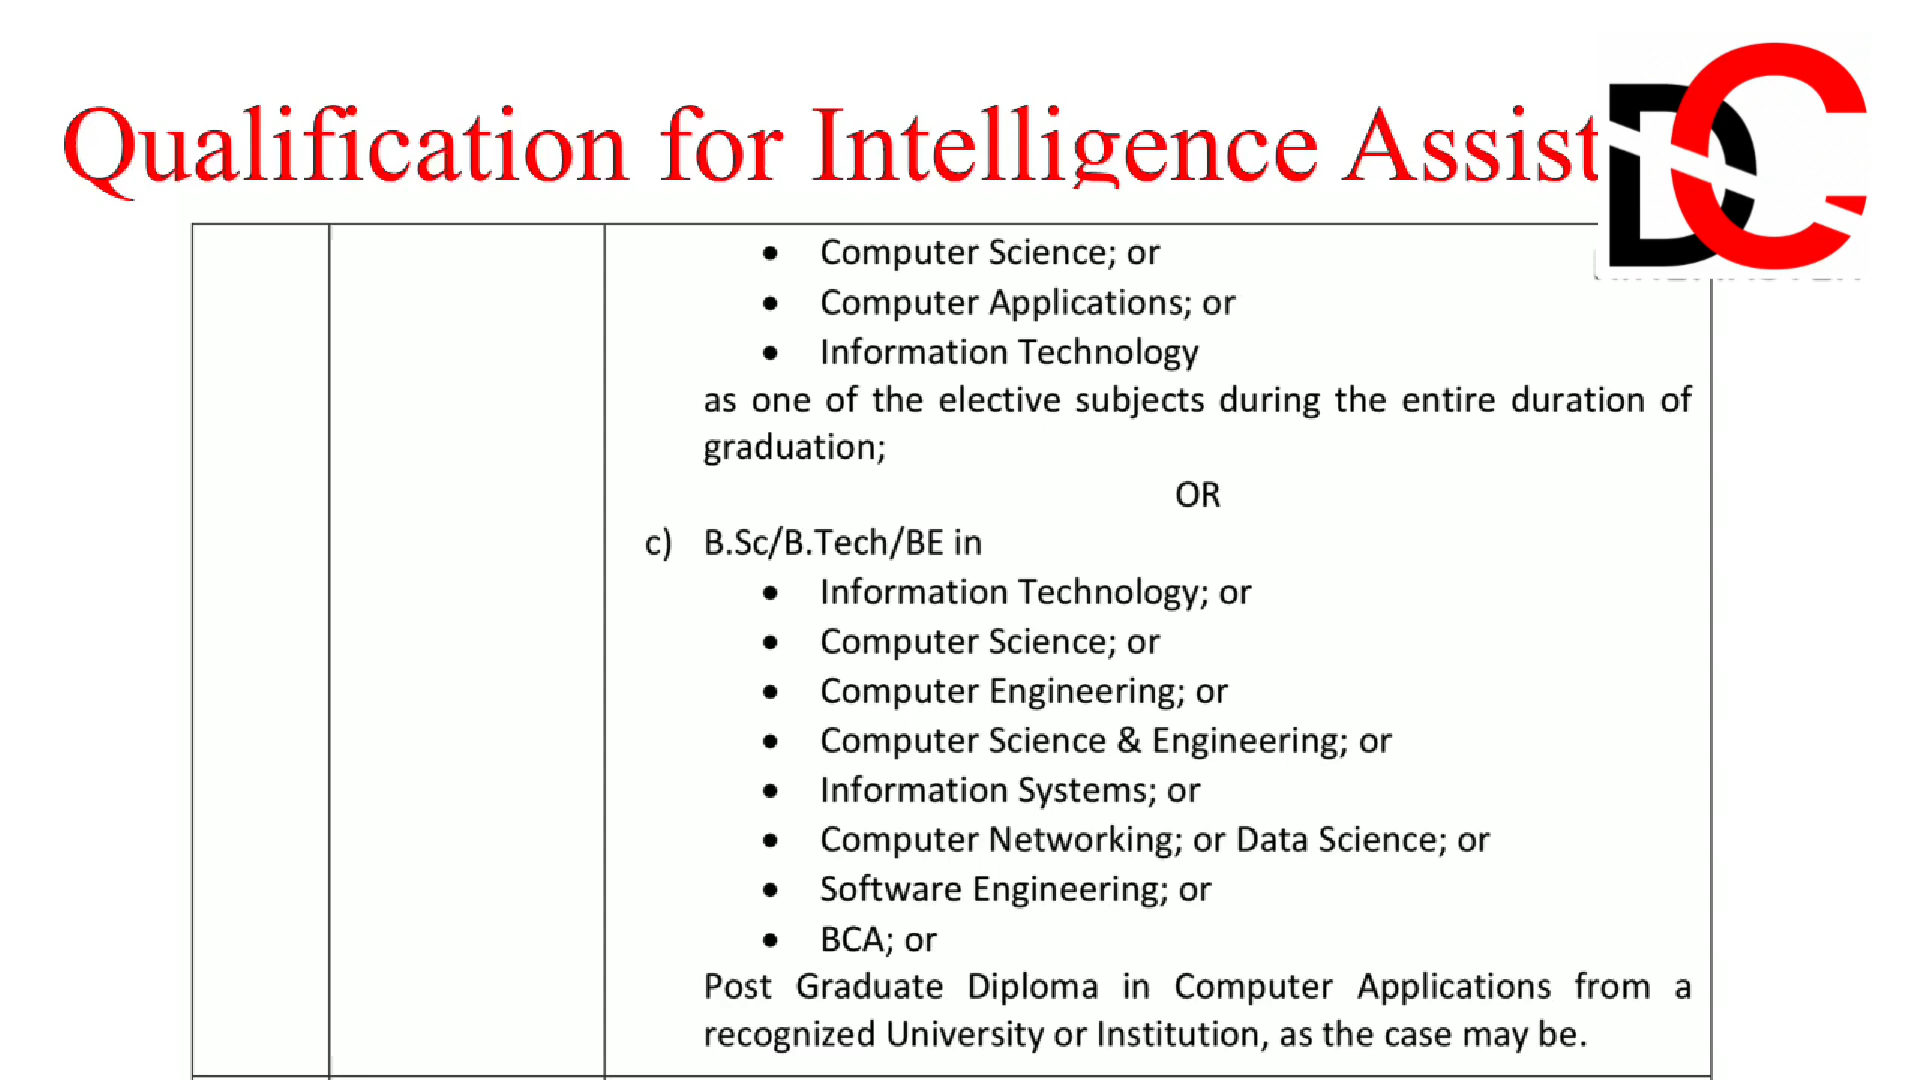 Qualification for Intelligence Assist
DC
• Computer Science; or
• Computer Applications; or
• Information Technology
as one of the elective subjects during the entire duration of
graduation;
OR
c) B.Sc/B.Tech/BE in
• Information Technology; or
• Computer Science; or
• Computer Engineering; or
• Computer Science & Engineering; or
• Information Systems; or
• Computer Networking; or Data Science; or
• Software Engineering; or
• BCA; or
Post Graduate Diploma in Computer Applications from a
recognized University or Institution, as the case may be.